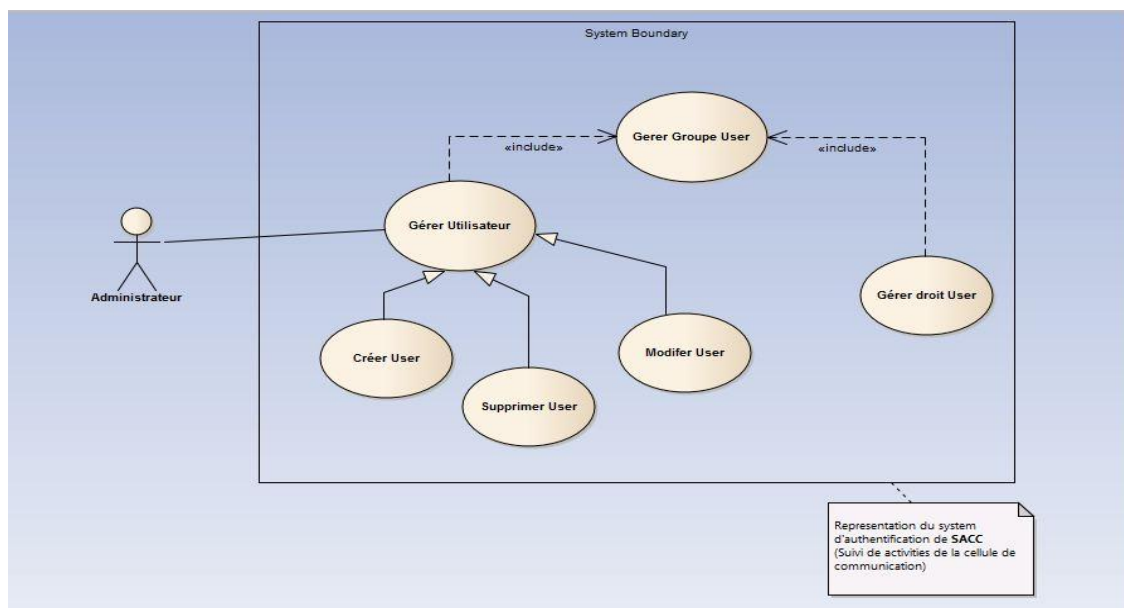 System Boundary
Gerer Groupe User
«include»
«include»
Gérer Utilisateur
Gérer droit User
Administrateur
Créer User
Modifer User
Supprimer User
Representation du system
d'authentification de SACC
(Suivi de activities de la cellule de
communication)